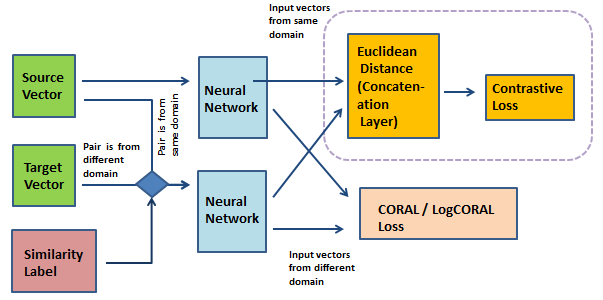 Input vectors
from same
domain
Source
Vector
Neural
Network
Euclidean
Distance
(Concaten-
ation
Layer)
Contrastive
Loss
Pair is from
same domain
Pair is from
different
domain
Target
Vector
Neural
Network
CORAL / LogCORAL
Loss
Similarity
Label
Input vectors
from different
domain